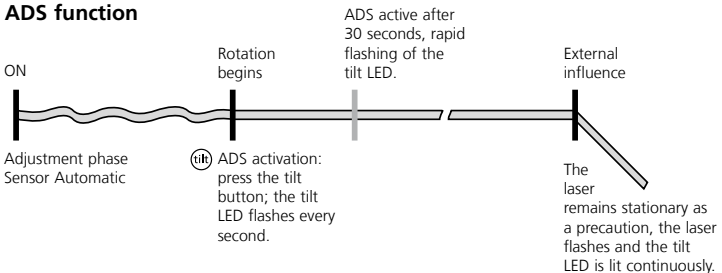 ADS function
ON
Adjustment phase
Sensor Automatic
Rotation
begins
tilt
ADS activation:
press the tilt
button; the tilt
LED flashes every
second.
ADS active after
30 seconds, rapid
flashing of the
tilt LED.
External
influence
The
laser
remains stationary as
a precaution, the laser
flashes and the tilt
LED is lit continuously.